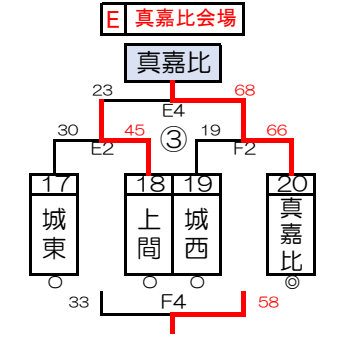 E 真嘉比会場
真嘉比
23 68
E4
30 45 ③ 19 66
E2 F2
17 18 19 20
城東 上間 城西 真嘉比
○ ○ ○ ◎
33 F4 58